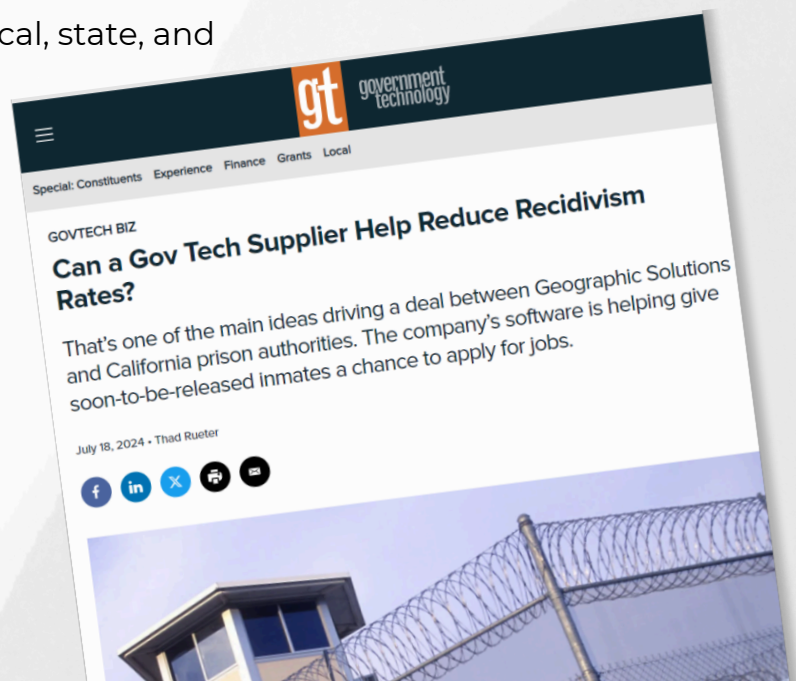 cal, state, and
gt government
technology
Special: Constituents Experience Finance Grants Local
GOVTECH BIZ
Can a Gov Tech Supplier Help Reduce Recidivism
Rates?
That's one of the main ideas driving a deal between Geographic Solutions
and California prison authorities. The company's software is helping give
soon-to-be-released inmates a chance to apply for jobs.
July 18, 2024 • Thad Rueter
f in X